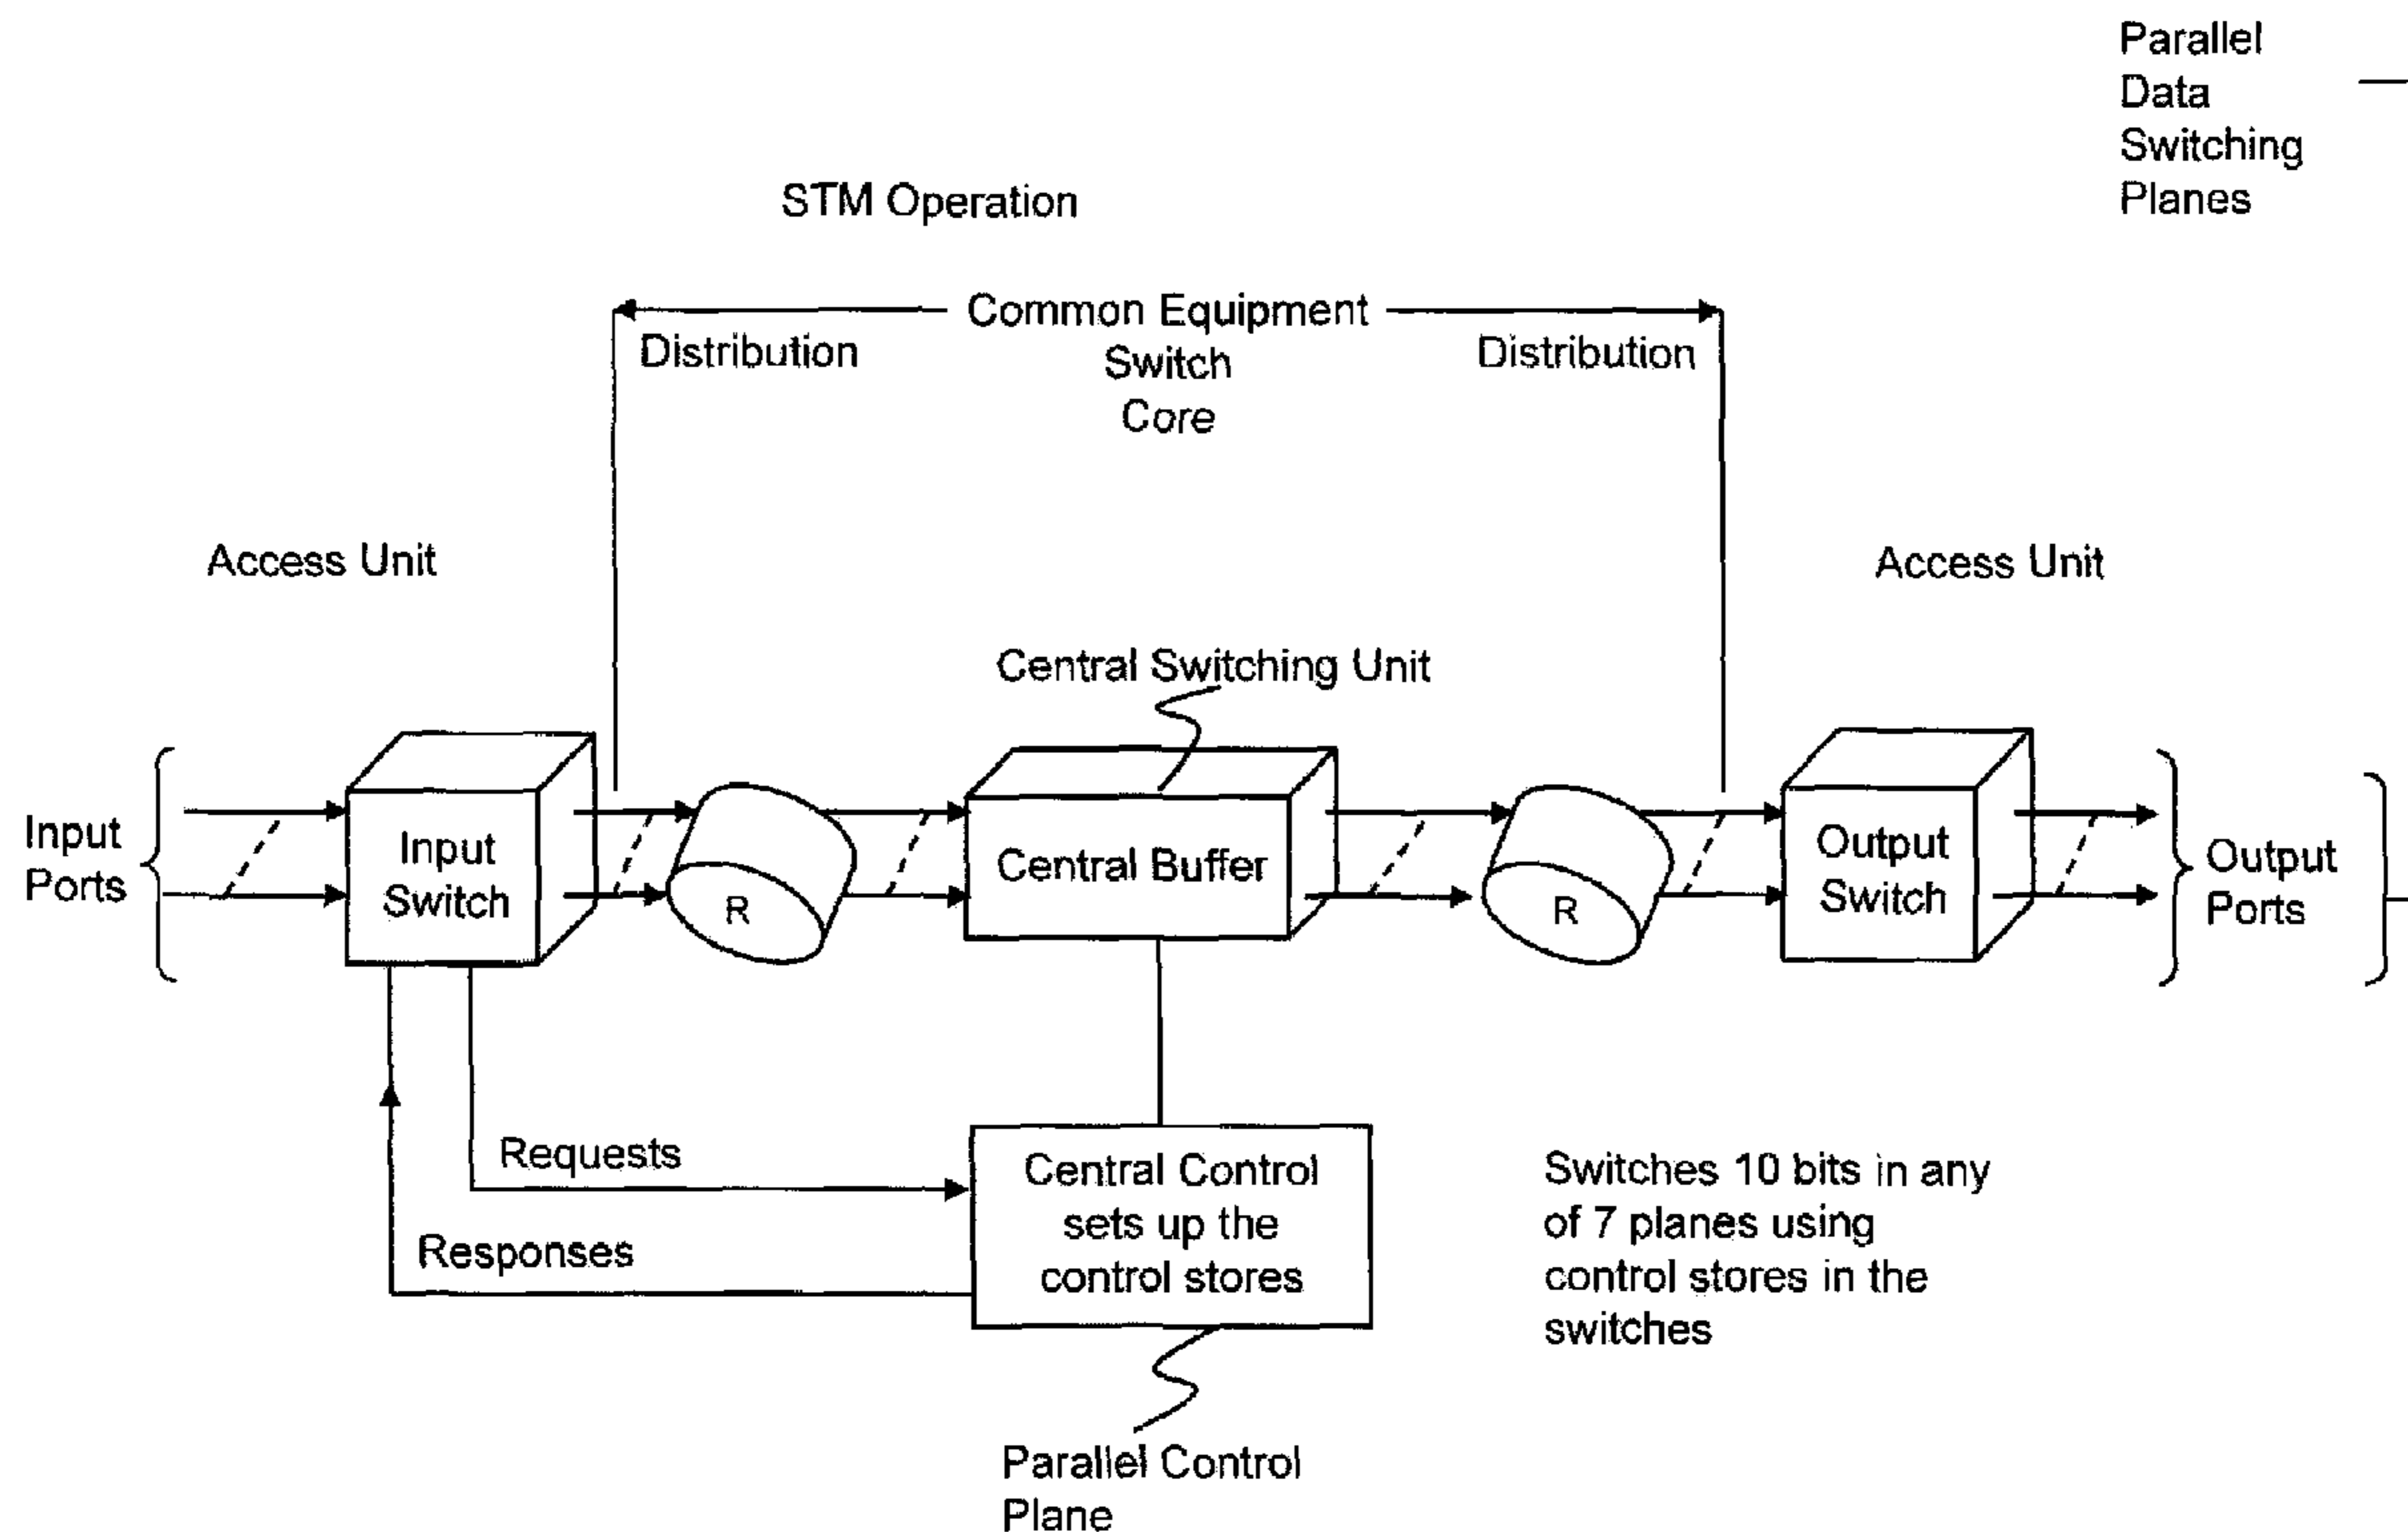 Parallel
Data
Switching
Planes
STM Operation
Common Equipment
Switch
Core
Distribution
Distribution
Access Unit
Access Unit
Central Switching Unit
Input
Ports
Input
Switch
R
Central Buffer
R
Output
Switch
Output
Ports
Requests
Responses
Central Control
sets up the
control stores
Switches 10 bits in any
of 7 planes using
control stores in the
switches
Parallel Control
Plane